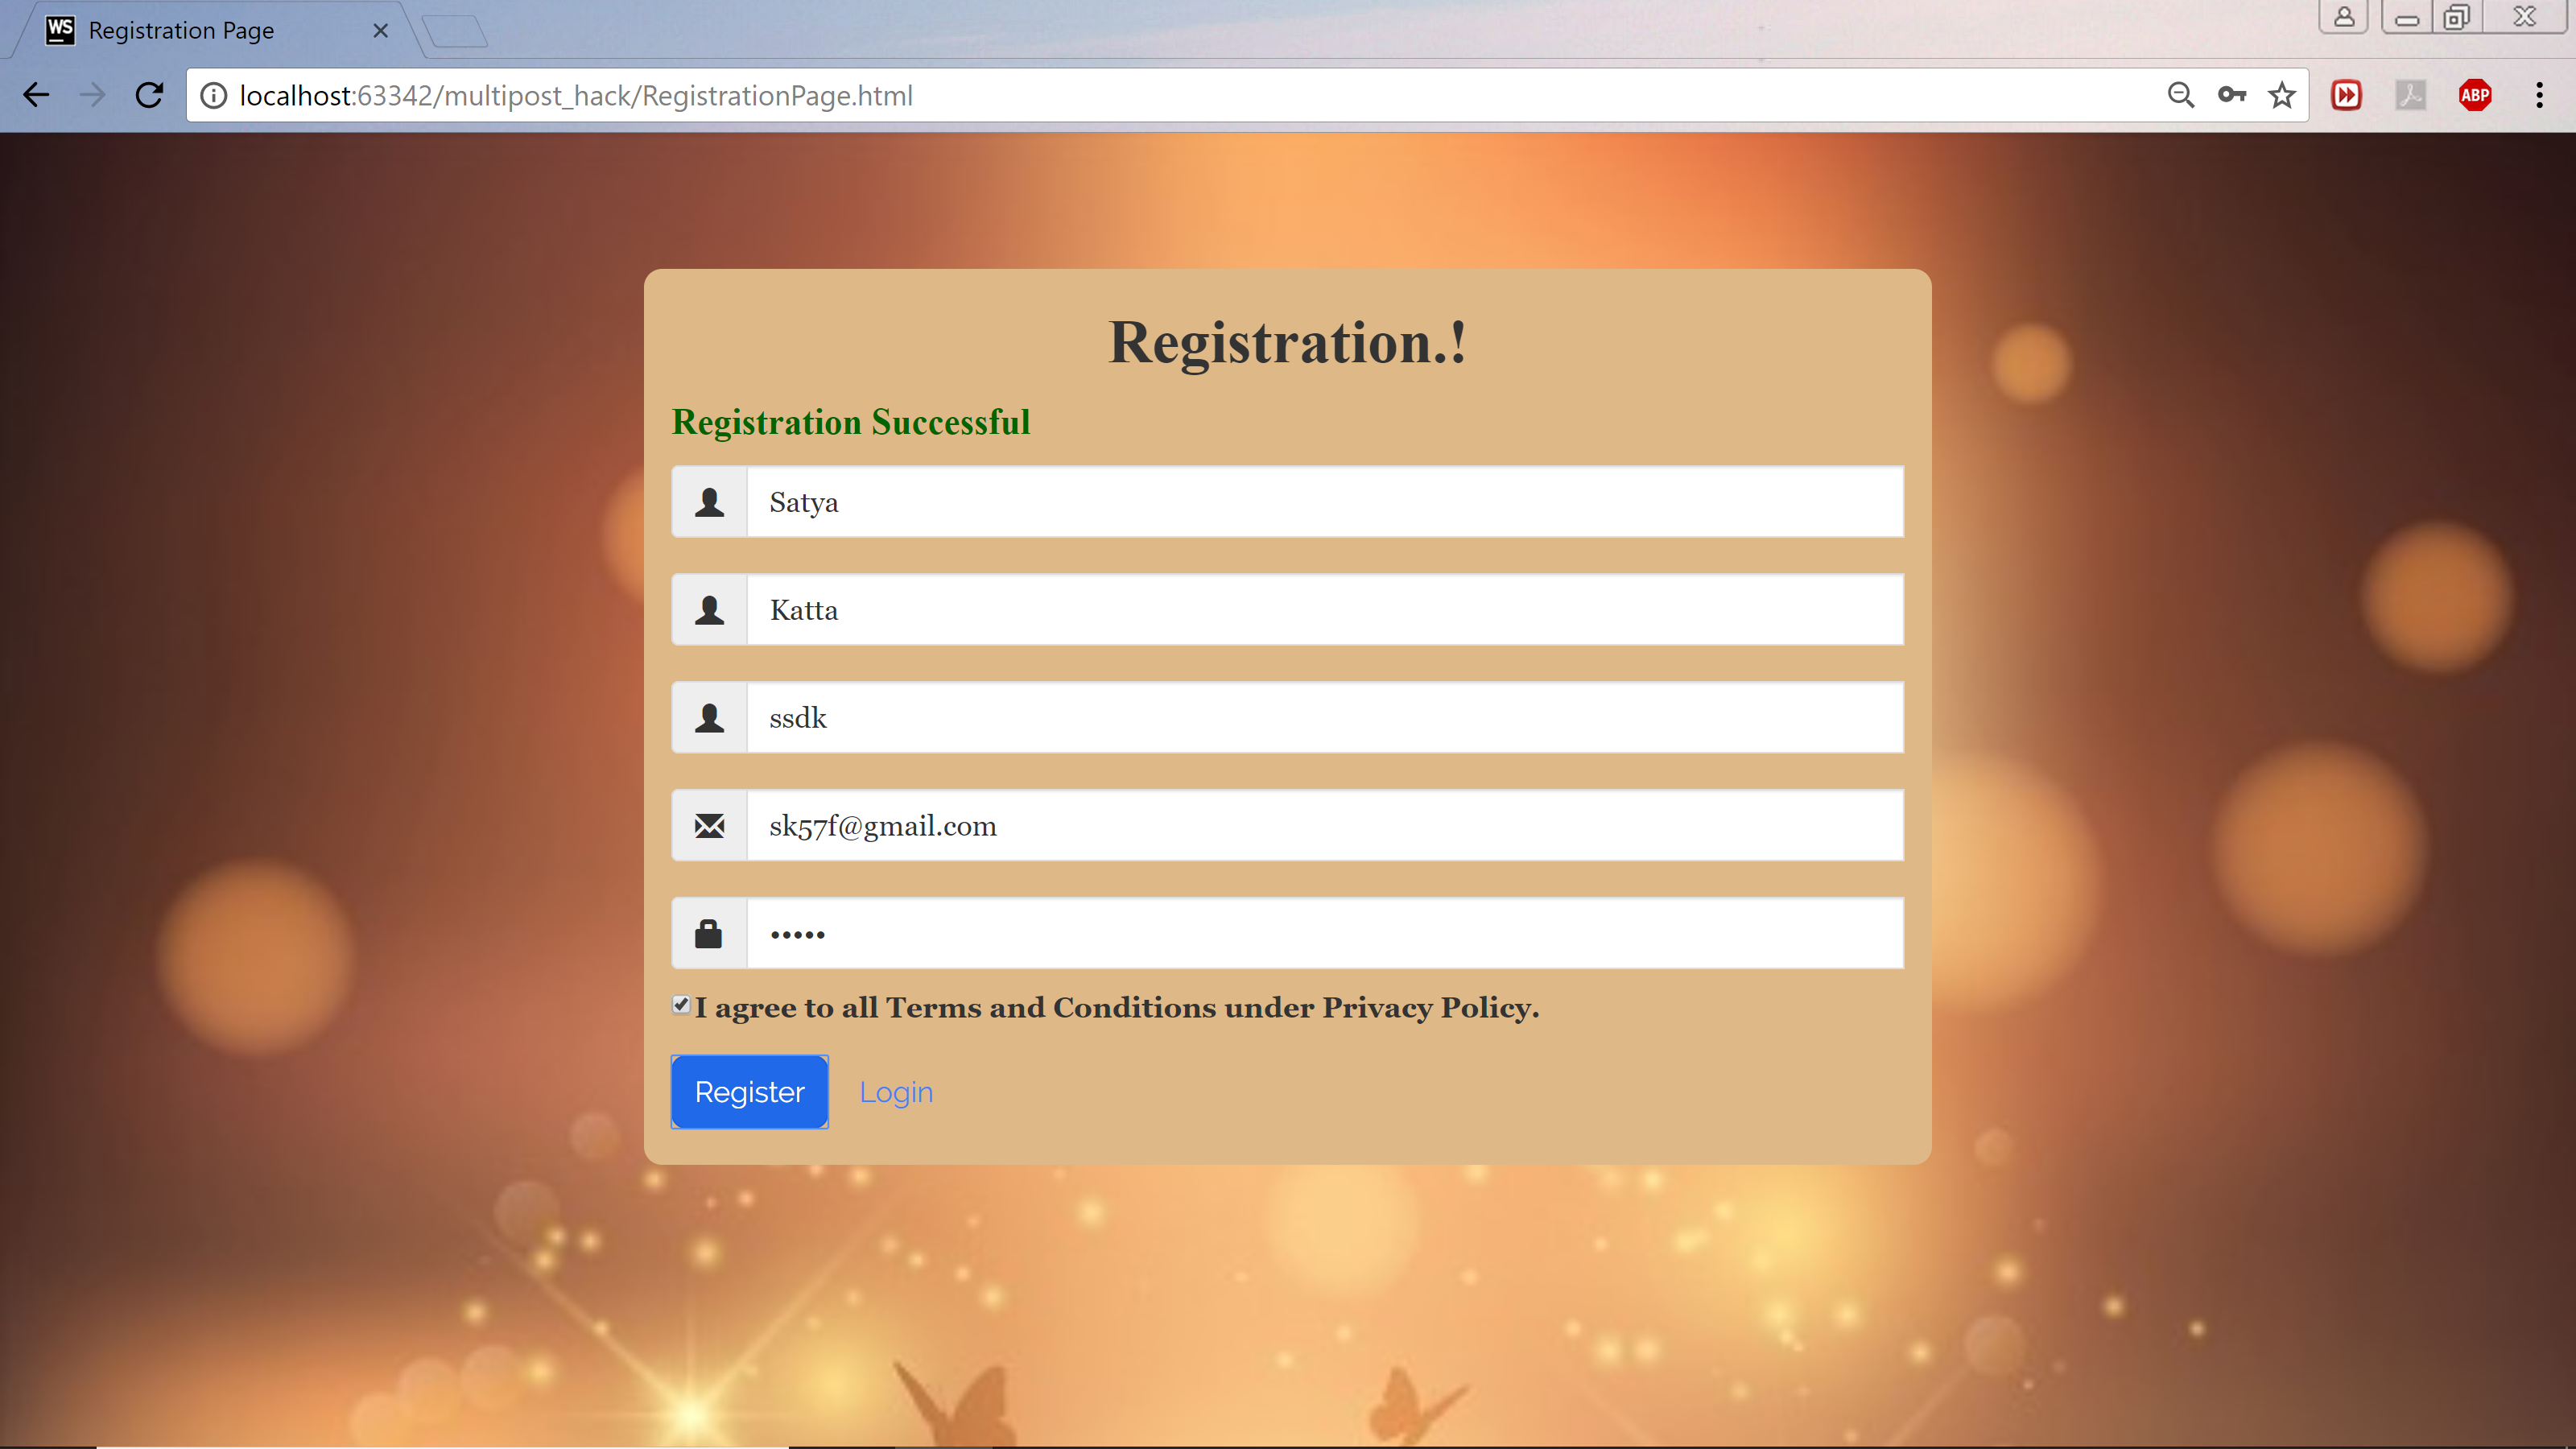 WS Registration Page
localhost:63342/multipost_hack/RegistrationPage.html
ABP
Registration.!
Registration Successful
Satya
Katta
ssdk
sk57f@gmail.com
•••••
I agree to all Terms and Conditions under Privacy Policy.
Register Login